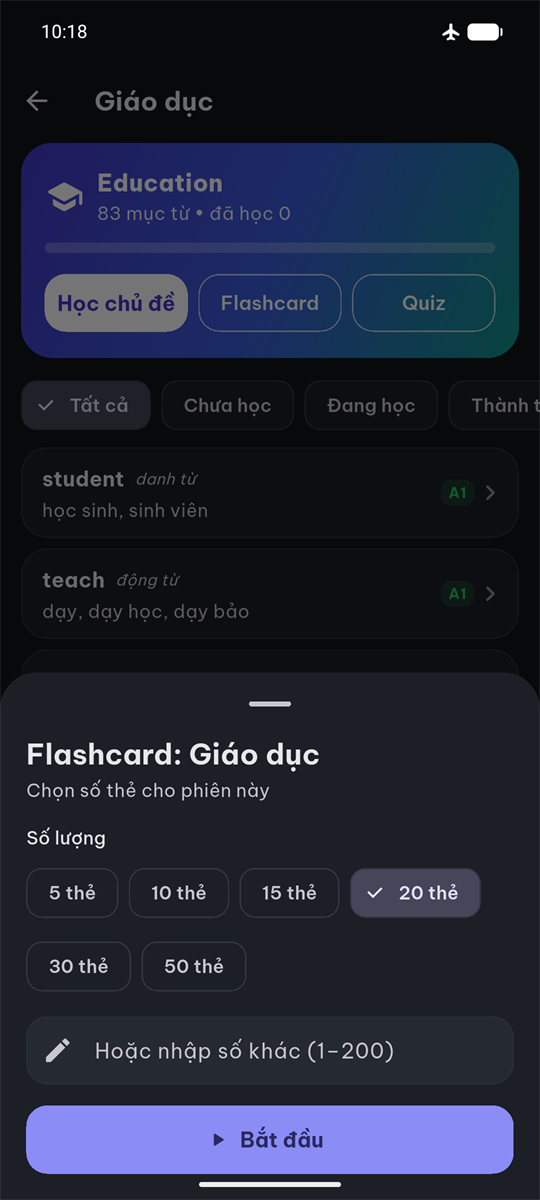 10:18
Giáo dục
Education
83 mục từ • đã học 0
Học chủ đề
Flashcard
Quiz
Tất cả
Chưa học
Đang học
Thành t
student danh từ
học sinh, sinh viên
A1
teach động từ
dạy, dạy học, dạy bảo
A1
Flashcard: Giáo dục
Chọn số thẻ cho phiên này
Số lượng
5 thẻ
10 thẻ
15 thẻ
20 thẻ
30 thẻ
50 thẻ
Hoặc nhập số khác (1–200)
Bắt đầu